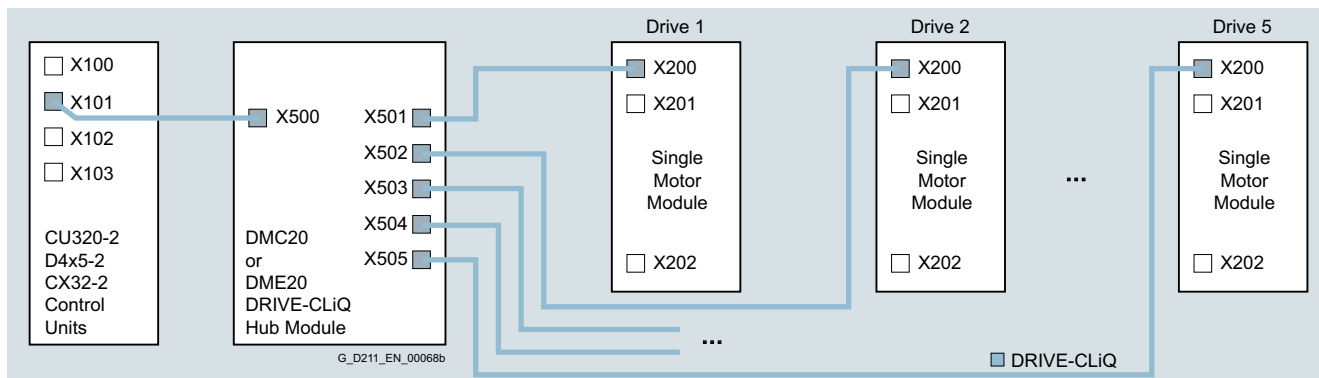 Drive 1
Drive 2
Drive 5
X100
X101
X102
X103
CU320-2
D4x5-2
CX32-2
Control
Units
X500
X501
X502
X503
X504
X505
DMC20
or
DME20
DRIVE-CLiQ
Hub Module
X200
X201
Single
Motor
Module
X202
X200
X201
Single
Motor
Module
X202
...
X200
X201
Single
Motor
Module
X202
...
G_D211_EN_00068b
DRIVE-CLiQ